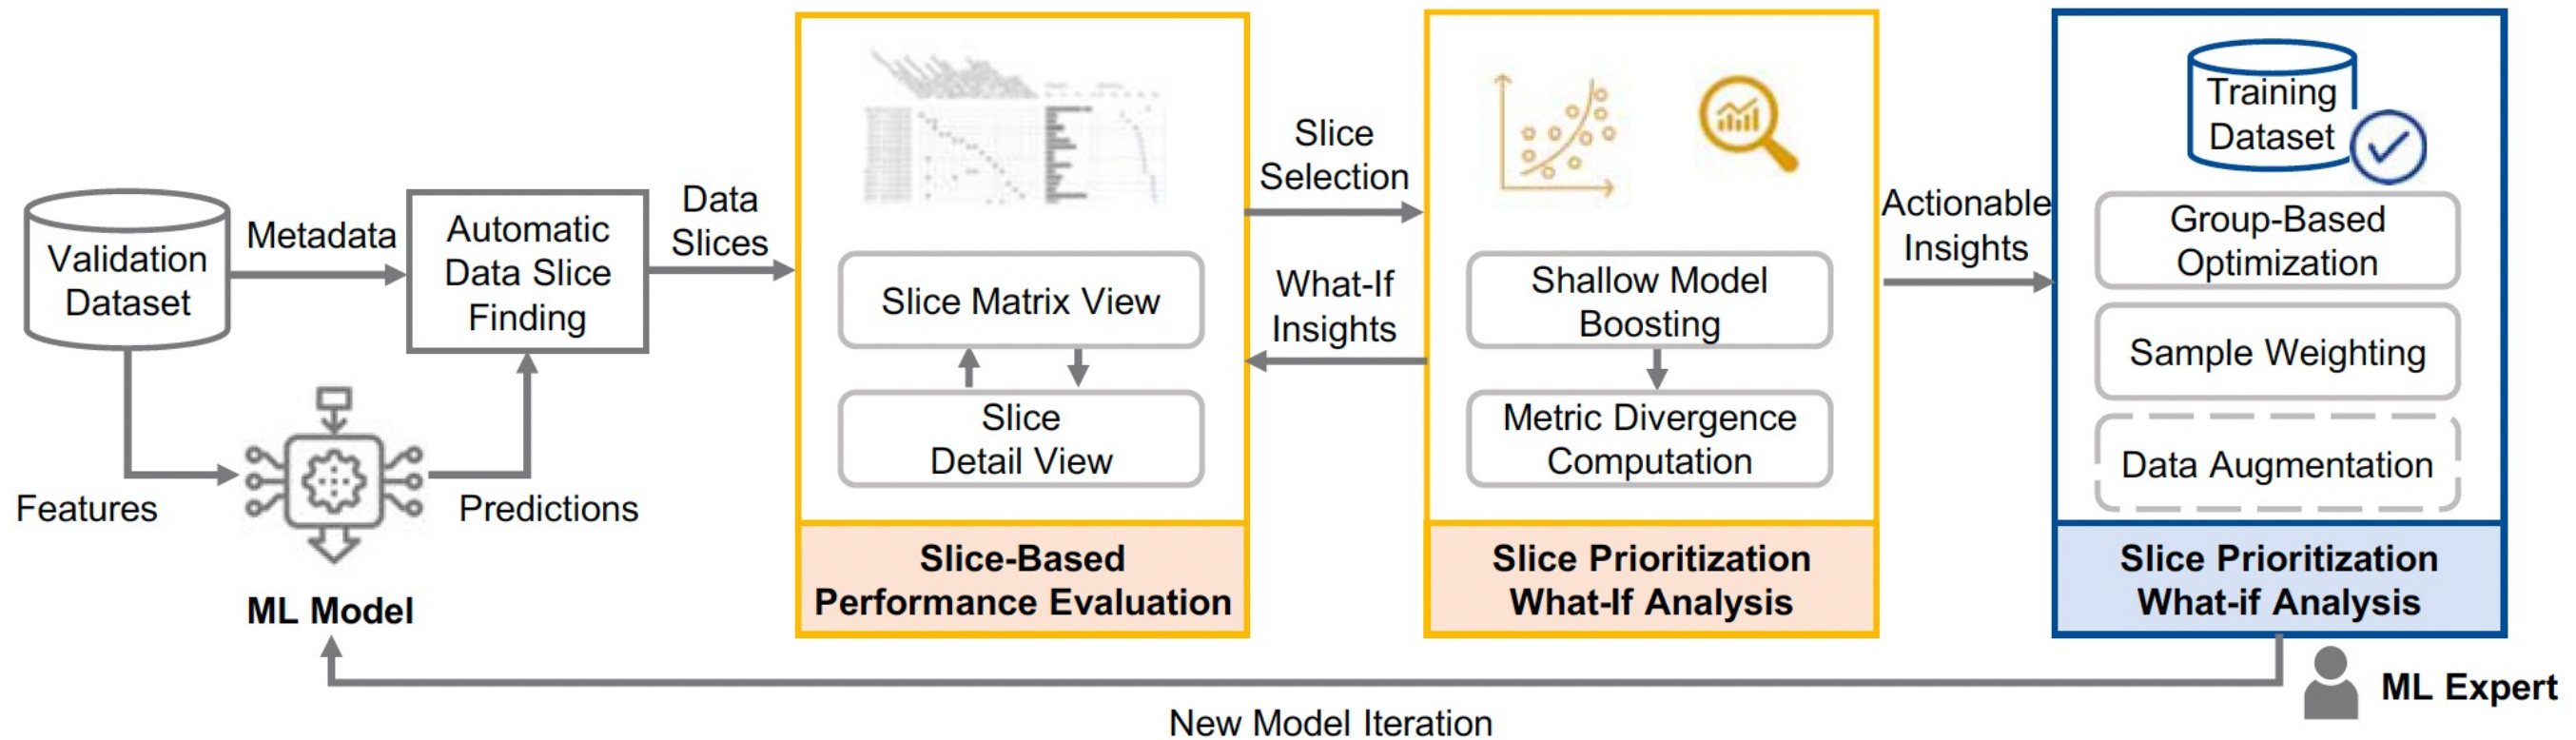 Validation
Dataset
Metadata
Features
ML Model
Predictions
Automatic
Data Slice
Finding
Data
Slices
Slice Matrix View
Slice
Detail View
Slice-Based
Performance Evaluation
Slice
Selection
What-If
Insights
Shallow Model
Boosting
Metric Divergence
Computation
Slice Prioritization
What-If Analysis
Actionable
Insights
Training
Dataset
Group-Based
Optimization
Sample Weighting
Data Augmentation
Slice Prioritization
What-if Analysis
ML Expert
New Model Iteration